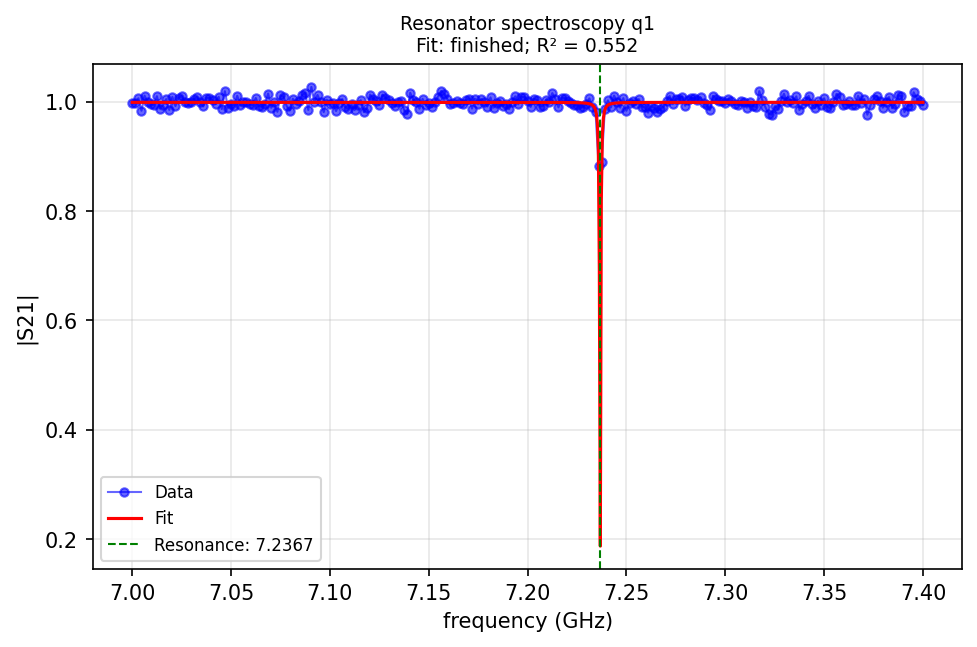 Resonator spectroscopy q1
Fit: finished; R² = 0.552
|S21|
1.0
0.8
0.6
0.4
0.2
Data
Fit
Resonance: 7.2367
7.00 7.05 7.10 7.15 7.20 7.25 7.30 7.35 7.40
frequency (GHz)